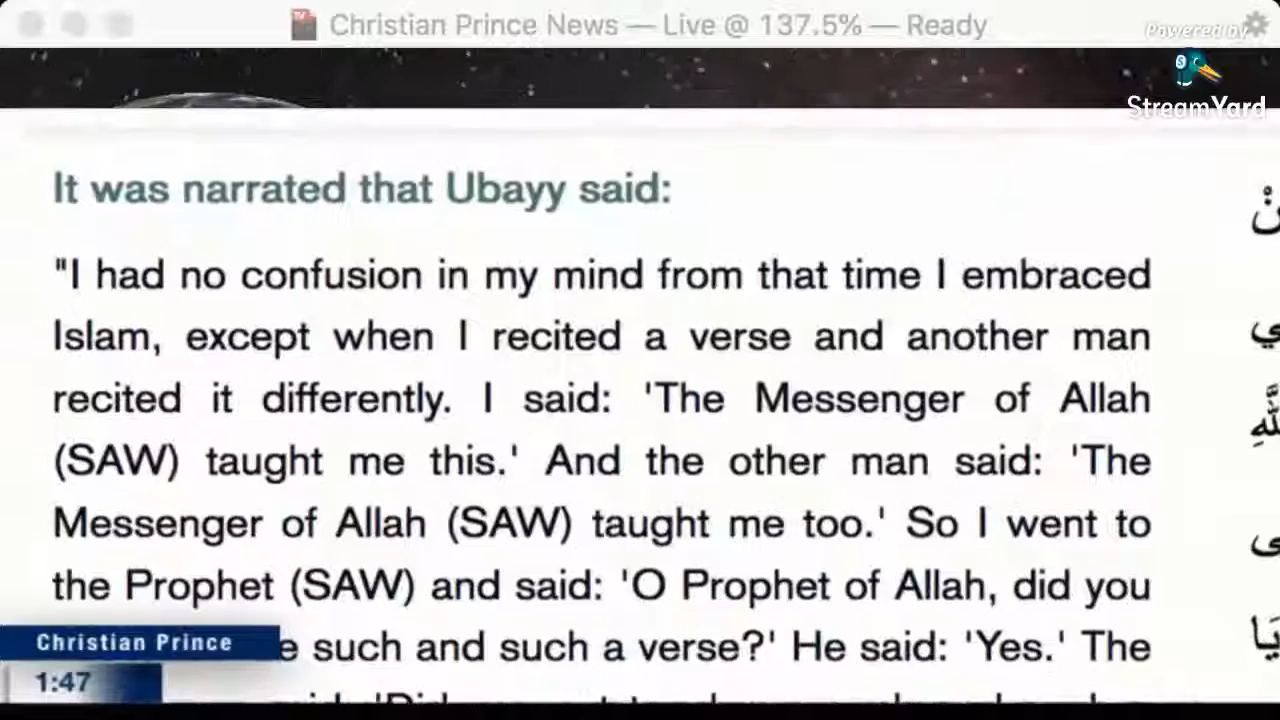 Christian Prince News — Live @ 137.5% — Ready
Powered by
StreamYard
It was narrated that Ubayy said:
"I had no confusion in my mind from that time I embraced
Islam, except when I recited a verse and another man
recited it differently. I said: 'The Messenger of Allah
(SAW) taught me this.' And the other man said: 'The
Messenger of Allah (SAW) taught me too.' So I went to
the Prophet (SAW) and said: 'O Prophet of Allah, did you
such and such a verse?' He said: 'Yes.' The
Christian Prince
1:47